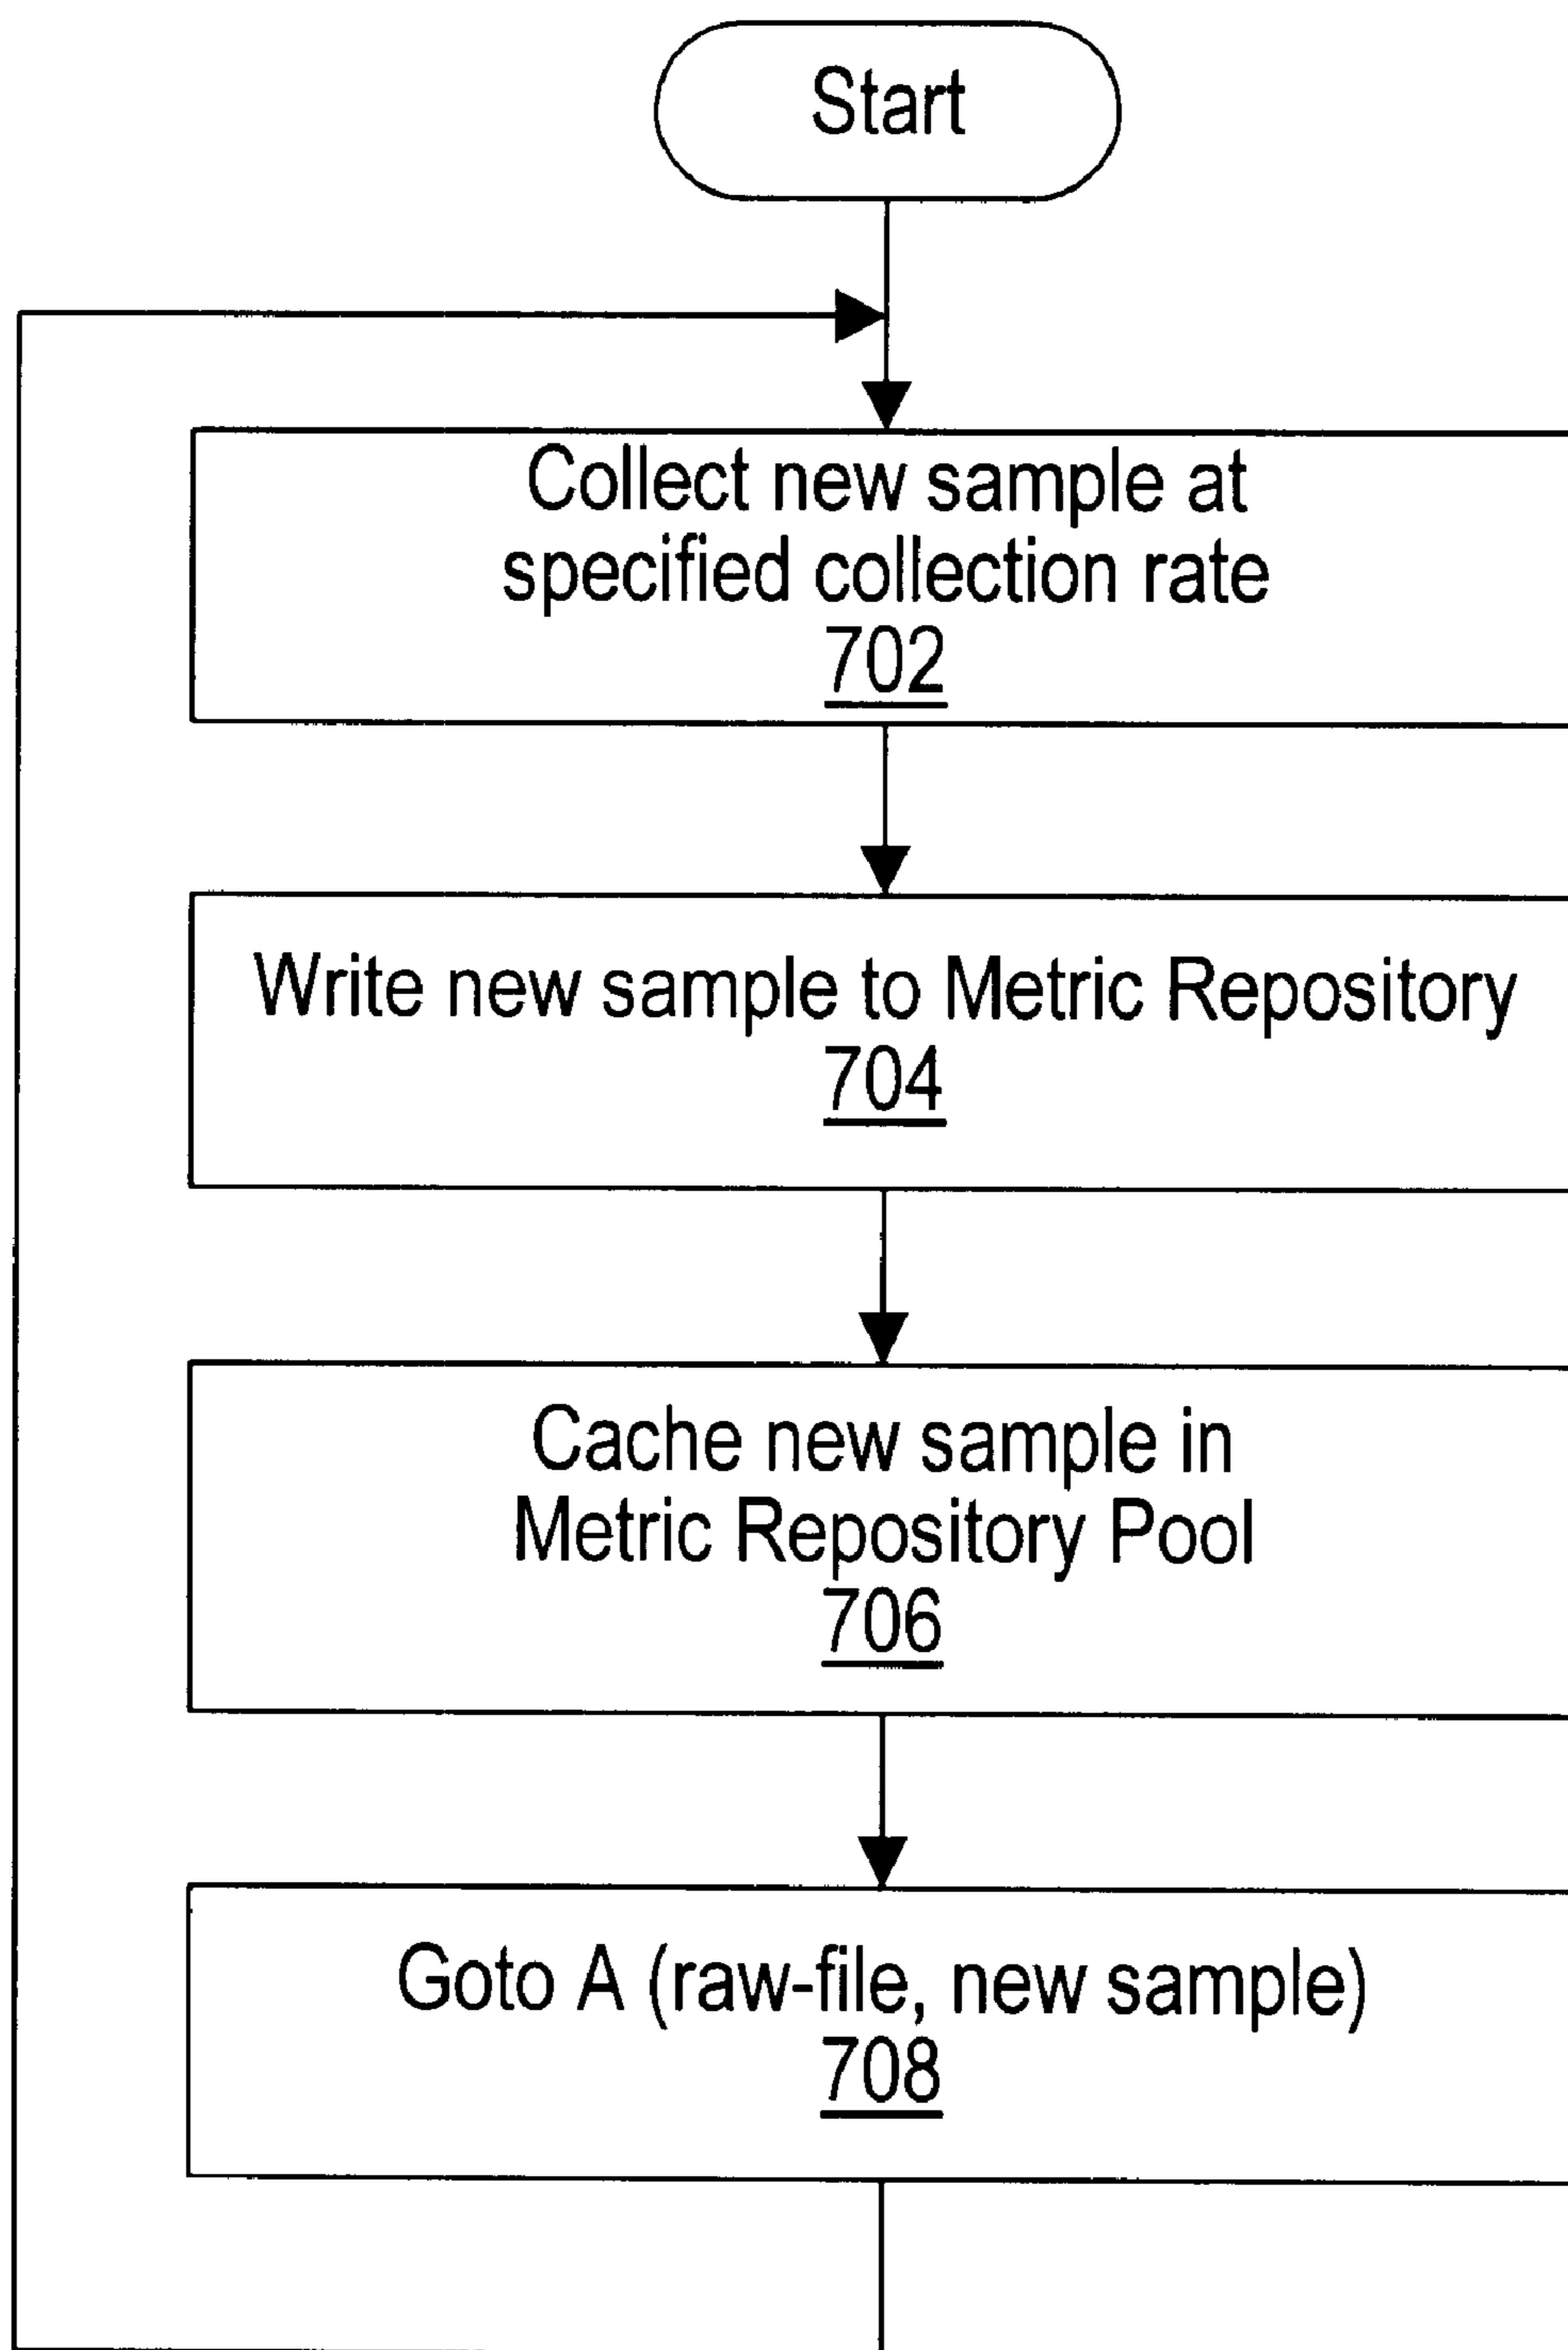 Start
Collect new sample at
specified collection rate
702
Write new sample to Metric Repository
704
Cache new sample in
Metric Repository Pool
706
Goto A (raw-file, new sample)
708